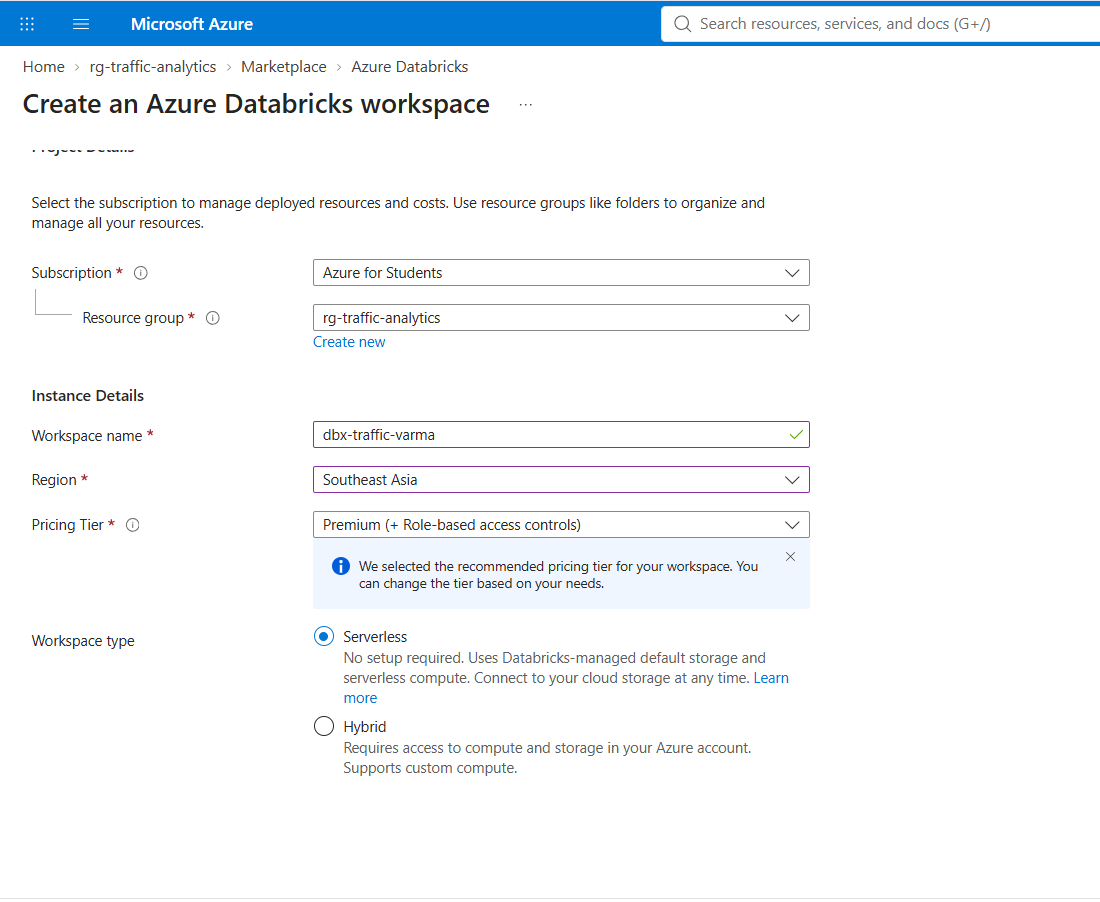 Microsoft Azure
Search resources, services, and docs (G+/)
Home > rg-traffic-analytics > Marketplace > Azure Databricks
Create an Azure Databricks workspace ...
Project Details
Select the subscription to manage deployed resources and costs. Use resource groups like folders to organize and
manage all your resources.
Subscription *
Azure for Students
Resource group *
rg-traffic-analytics
Create new
Instance Details
Workspace name *
dbx-traffic-varma
Region *
Southeast Asia
Pricing Tier *
Premium (+ Role-based access controls)
We selected the recommended pricing tier for your workspace. You
can change the tier based on your needs.
Workspace type
Serverless
No setup required. Uses Databricks-managed default storage and
serverless compute. Connect to your cloud storage at any time. Learn
more
Hybrid
Requires access to compute and storage in your Azure account.
Supports custom compute.